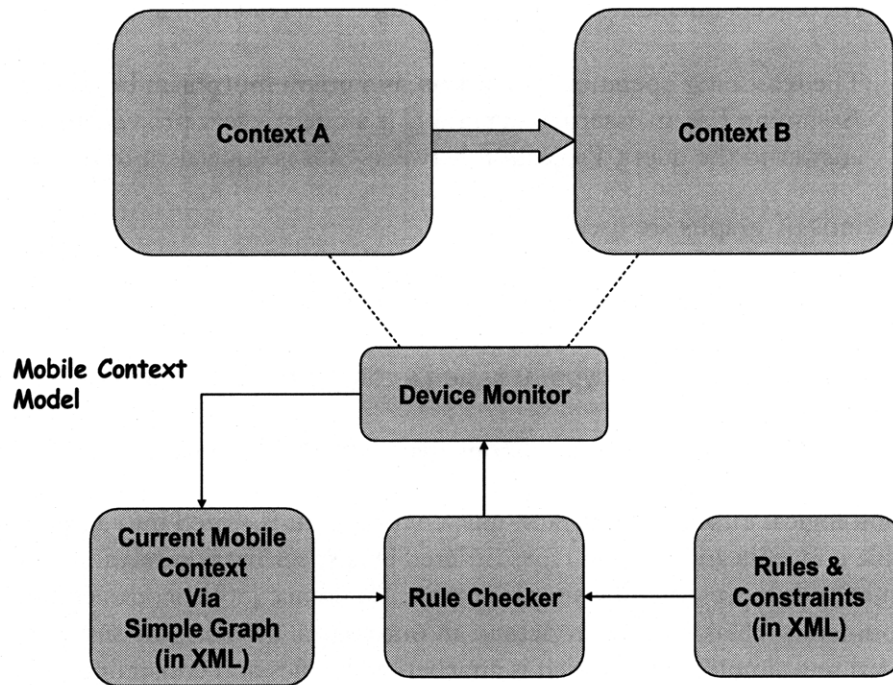 Context A
Context B
Mobile Context
Model
Device Monitor
Current Mobile
Context
Via
Simple Graph
(in XML)
Rule Checker
Rules &
Constraints
(in XML)